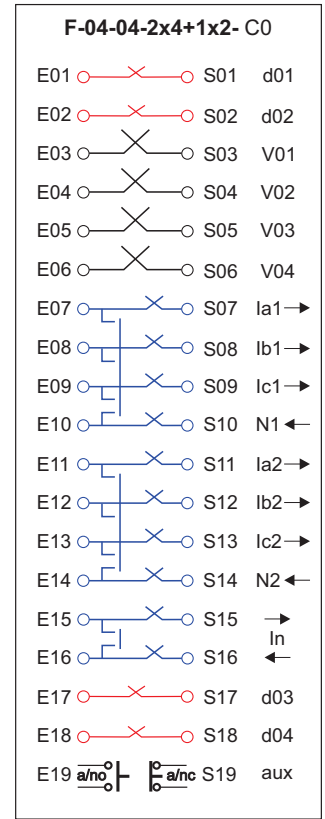 F-04-04-2x4+1x2- C0
E01 S01 d01
E02 S02 d02
E03 S03 V01
E04 S04 V02
E05 S05 V03
E06 S06 V04
E07 S07 Ia1→
E08 S08 Ib1→
E09 S09 Ic1→
E10 S10 N1←
E11 S11 Ia2→
E12 S12 Ib2→
E13 S13 Ic2→
E14 S14 N2←
E15 S15 →
In
E16 S16 ←
E17 S17 d03
E18 S18 d04
E19 a/no a/nc S19 aux